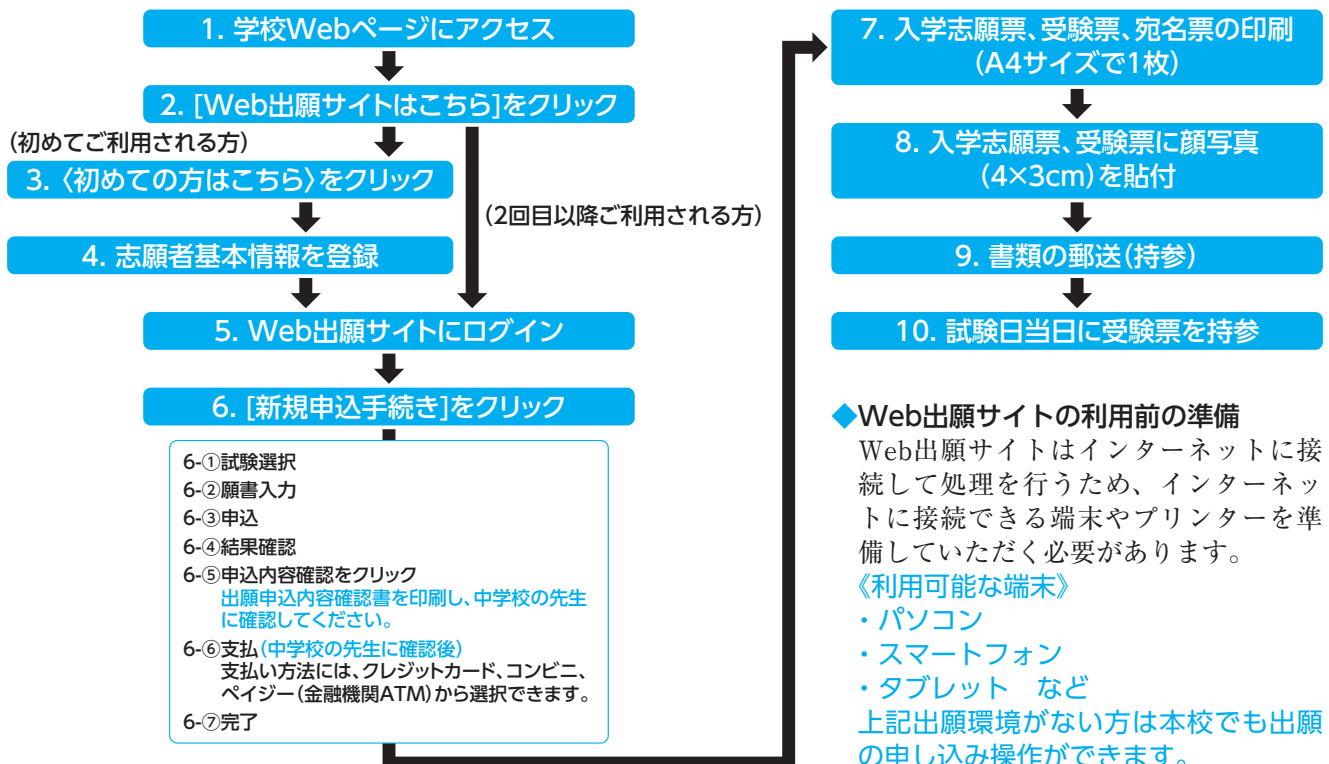 1. 学校Webページにアクセス
2. [Web出願サイトはこちら]をクリック
(初めてご利用される方)
3.〈初めての方はこちら〉をクリック
(2回目以降ご利用される方)
4. 志願者基本情報を登録
5. Web出願サイトにログイン
6. [新規申込手続き]をクリック
6-①試験選択
6-②願書入力
6-③申込
6-④結果確認
6-⑤申込内容確認をクリック
出願申込内容確認書を印刷し、中学校の先生
に確認してください。
6-⑥支払(中学校の先生に確認後)
支払い方法には、クレジットカード、コンビニ、
ペイジー(金融機関ATM)から選択できます。
6-⑦完了
7. 入学志願票、受験票、宛名票の印刷
(A4サイズで1枚)
8. 入学志願票、受験票に顔写真
(4×3cm)を貼付
9. 書類の郵送(持参)
10. 試験日当日に受験票を持参
◆Web出願サイトの利用前の準備
Web出願サイトはインターネットに接
続して処理を行うため、インターネッ
トに接続できる端末やプリンターを準
備していただく必要があります。
《利用可能な端末》
・パソコン
・スマートフォン
・タブレット　など
上記出願環境がない方は本校でも出願
の申し込み操作ができます。